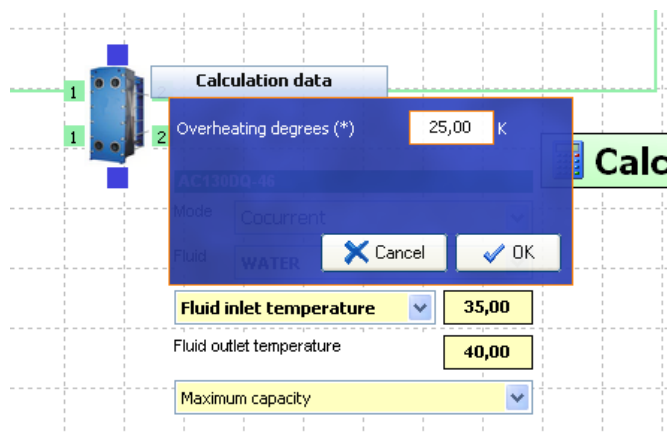 Calculation data
1
2
Overheating degrees (*) 25,00 K
1
2
Calc
AC130DQ-46
Mode Cocurrent
Fluid WATER
Cancel OK
Fluid inlet temperature 35,00
Fluid outlet temperature 40,00
Maximum capacity